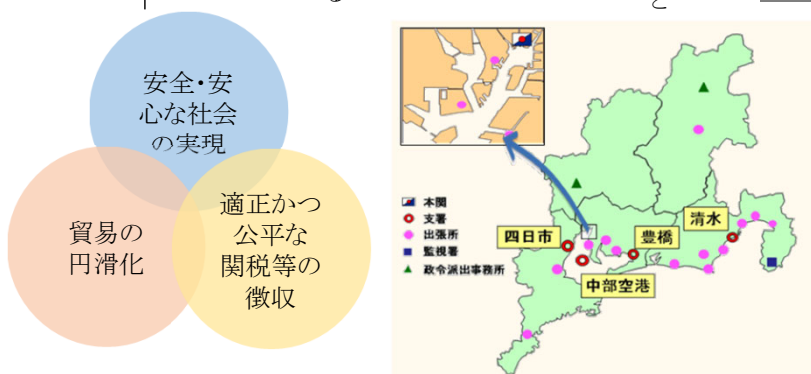 安全・安
心な社会
の実現
貿易の
円滑化
適正かつ
公平な
関税等の
徴収
本関
支署
出張所
監視署
政令派出事務所
四日市
中部空港
豊橋
清水